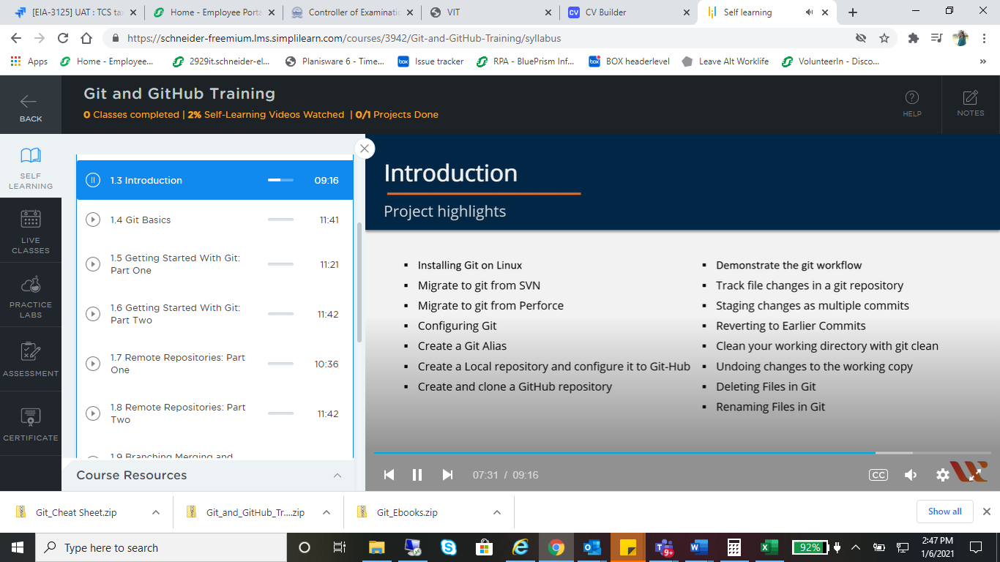 [EIA-3125] UAT : TCS ta
Home - Employee Porta
Controller of Examinatio
VIT
CV
CV Builder
Self learning
https://schneider-freemium.lms.simplilearn.com/courses/3942/Git-and-GitHub-Training/syllabus
Apps
Home - Employee...
2929it.schneider-el...
Planisware 6 - Time...
box
Issue tracker
RPA - BluePrism Inf...
box
BOX headerlevel
Leave Alt Worklife
VolunteerIn - Disco...
»
BACK
Git and GitHub Training
0 Classes completed | 2% Self-Learning Videos Watched | 0/1 Projects Done
HELP
NOTES
SELF
LEARNING
LIVE
CLASSES
PRACTICE
LABS
ASSESSMENT
CERTIFICATE
1.3 Introduction 09:16
1.4 Git Basics 11:41
1.5 Getting Started With Git:
Part One
11:21
1.6 Getting Started With Git:
Part Two
11:42
1.7 Remote Repositories: Part
One
10:36
1.8 Remote Repositories: Part
Two
11:42
1.9 Branching Merging and
Course Resources
Introduction
Project highlights
▪ Installing Git on Linux
▪ Migrate to git from SVN
▪ Migrate to git from Perforce
▪ Configuring Git
▪ Create a Git Alias
▪ Create a Local repository and configure it to Git-Hub
▪ Create and clone a GitHub repository
▪ Demonstrate the git workflow
▪ Track file changes in a git repository
▪ Staging changes as multiple commits
▪ Reverting to Earlier Commits
▪ Clean your working directory with git clean
▪ Undoing changes to the working copy
▪ Deleting Files in Git
▪ Renaming Files in Git
07:31 / 09:16
CC
Git_Cheat Sheet.zip
Git_and_GitHub_Tr....zip
Git_Ebooks.zip
Show all
Type here to search
9+
92%
2:47 PM
1/6/2021